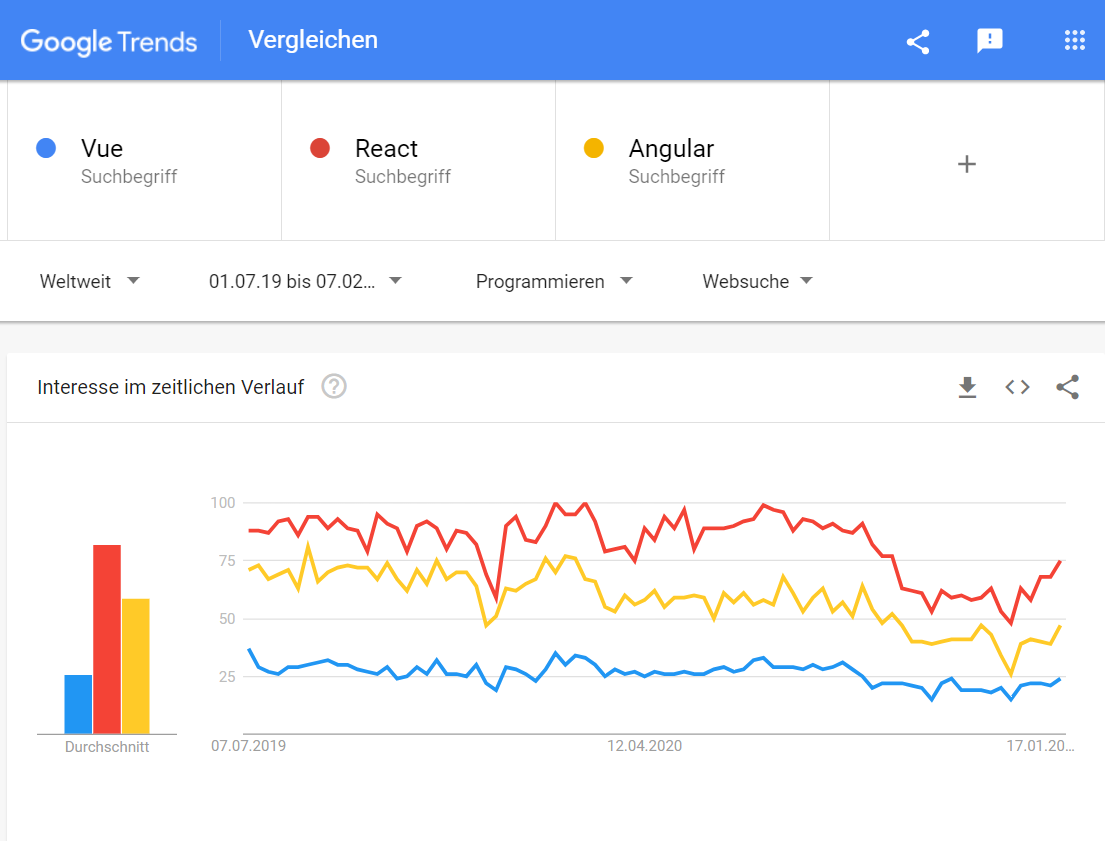 Google Trends Vergleichen
Vue React Angular
Suchbegriff Suchbegriff Suchbegriff
+
Weltweit 01.07.19 bis 07.02... Programmieren Websuche
Interesse im zeitlichen Verlauf ?
100
75
50
25
Durchschnitt 07.07.2019 12.04.2020 17.01.20...